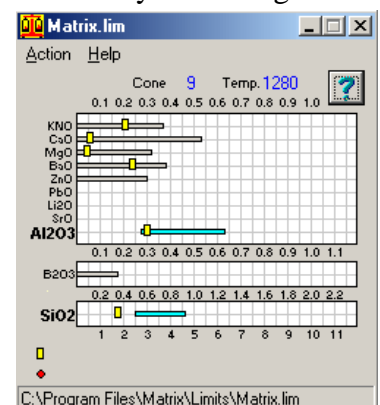 Matrix.lim
Action Help
Cone 9 Temp. 1280
0.1 0.2 0.3 0.4 0.5 0.6 0.7 0.8 0.9 1.0
KNO
CaO
MgO
BaO
ZnO
PbO
Li2O
SrO
Al2O3
0.1 0.2 0.3 0.4 0.5 0.6 0.7 0.8 0.9 1.0 1.1
B2O3
0.2 0.4 0.6 0.8 1.0 1.2 1.4 1.6 1.8 2.0 2.2
SiO2
1 2 3 4 5 6 7 8 9 10 11
C:\Program Files\Matrix\Limits\Matrix.lim